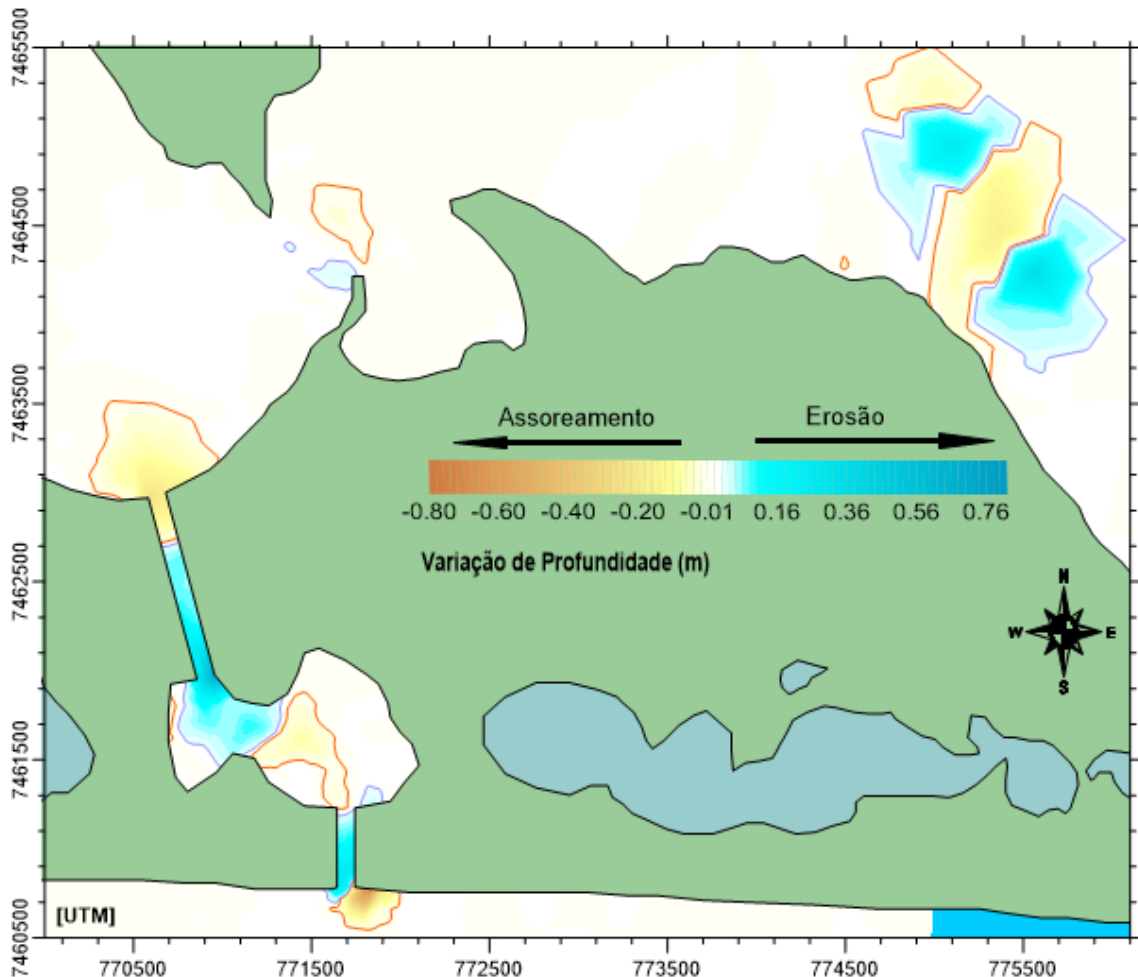 7465500
7464500
7463500
7462500
7461500
7460500
Assoreamento Erosão
-0.80 -0.60 -0.40 -0.20 -0.01 0.16 0.36 0.56 0.76
Variação de Profundidade (m)
N
W E
S
[UTM]
770500 771500 772500 773500 774500 775500